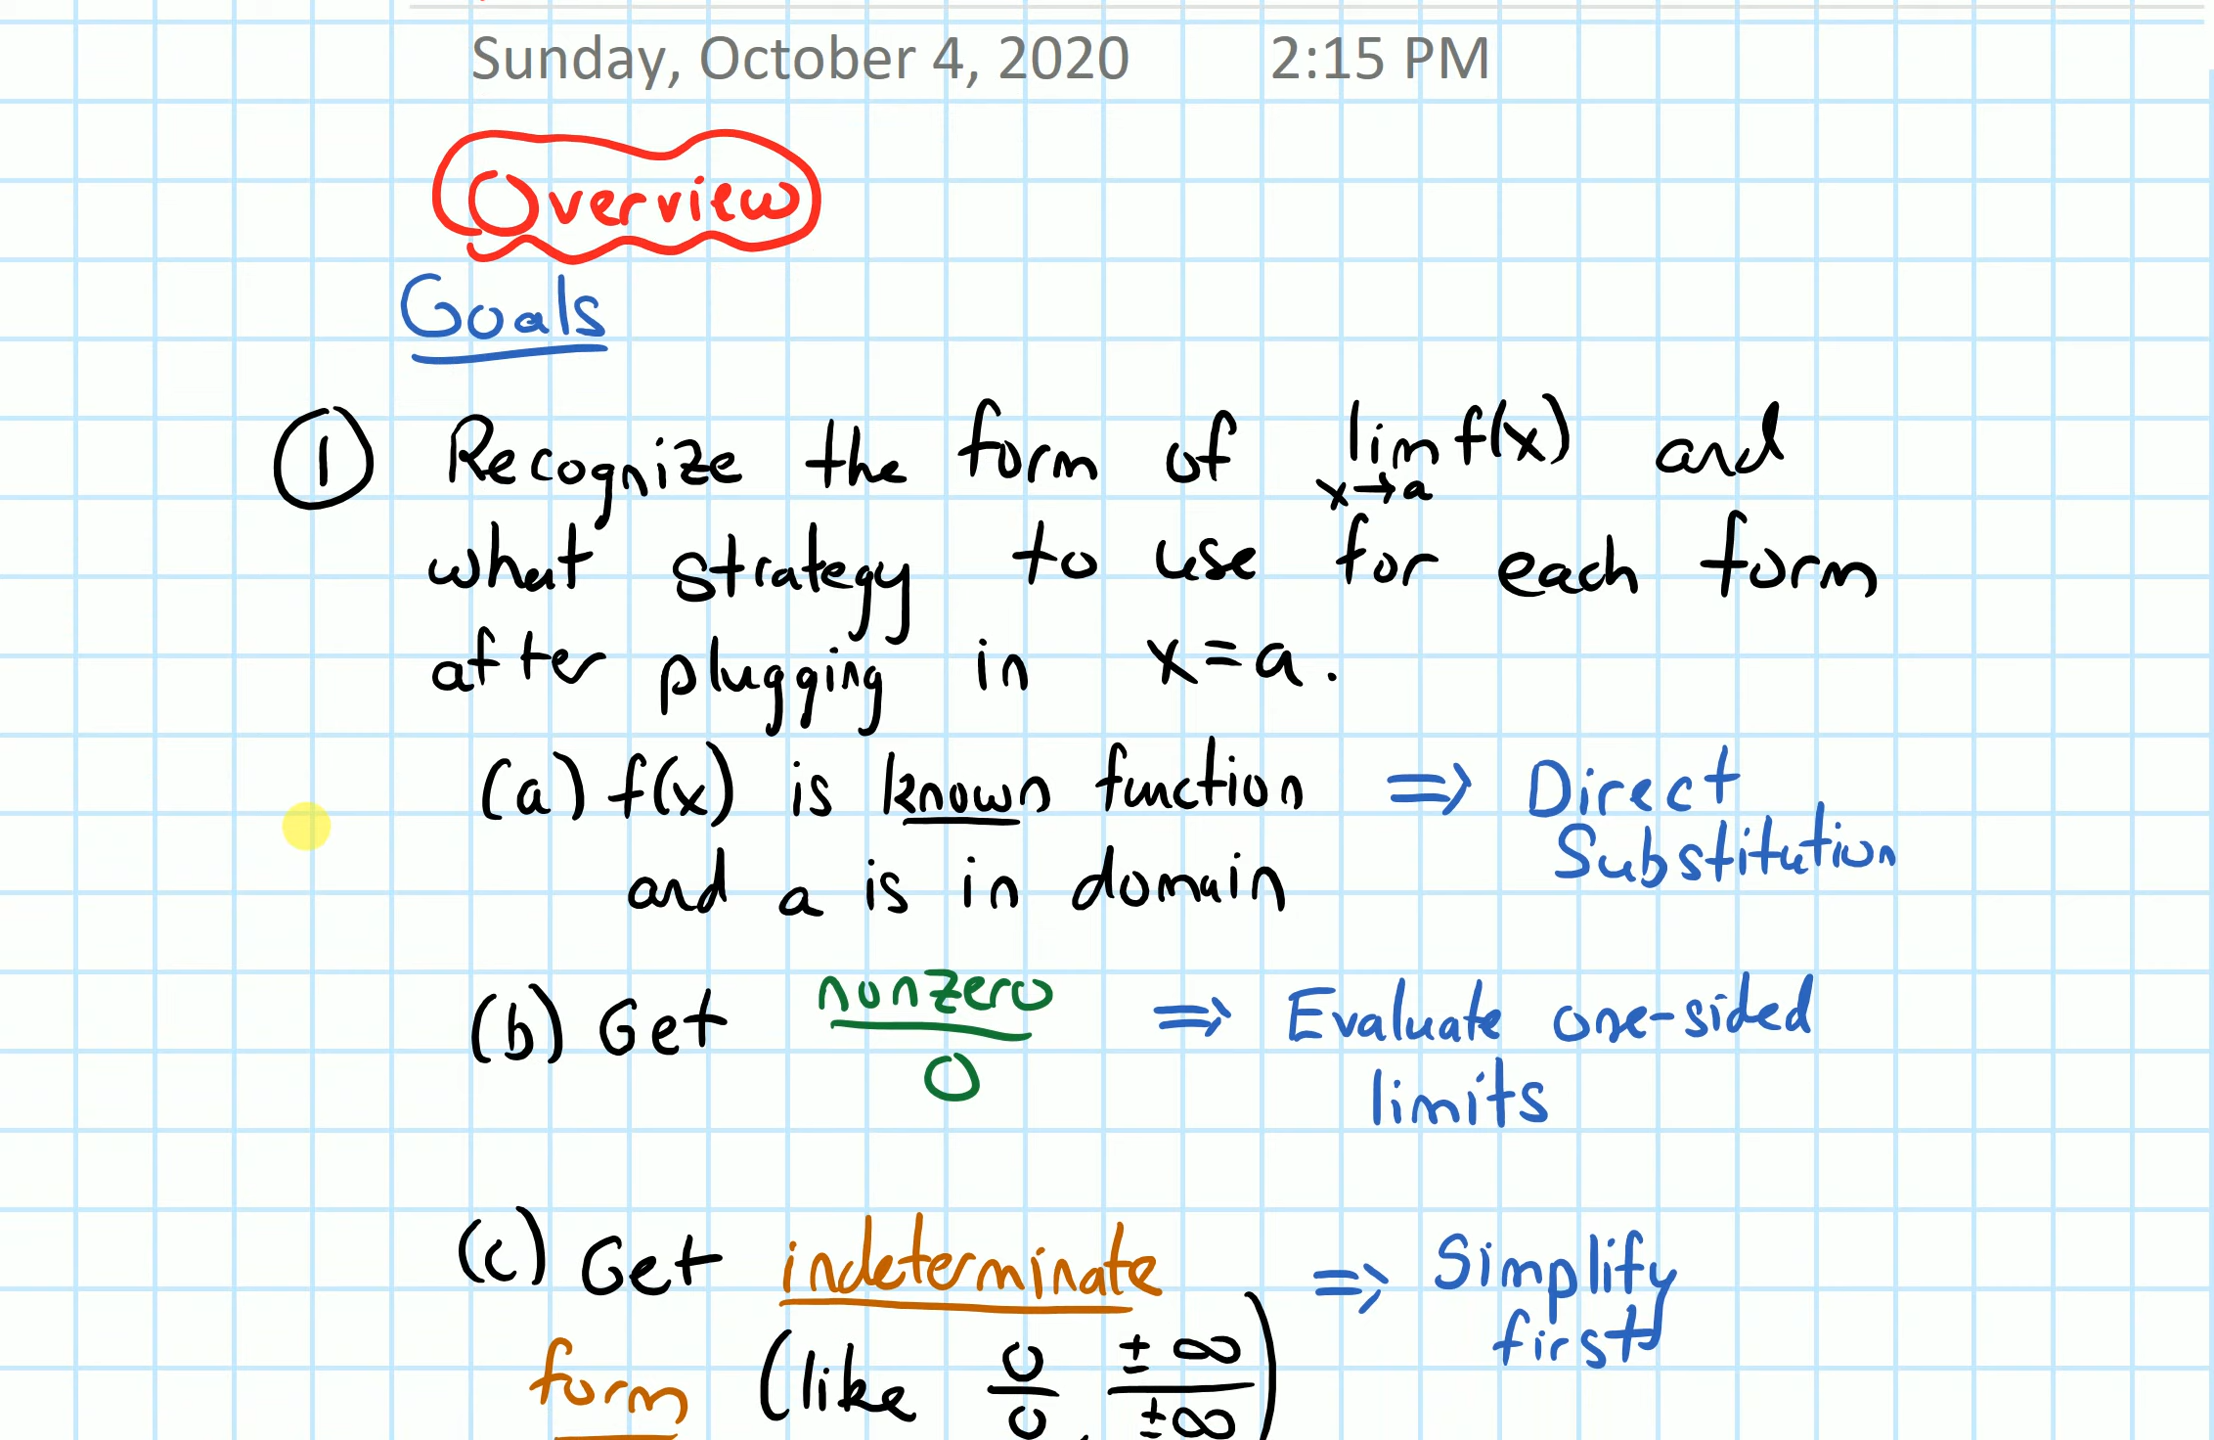 Sunday, October 4, 2020 2:15 PM
Overview
Goals
① Recognize the form of lim f(x) and
x→a
what strategy to use for each form
after plugging in x=a.
(a) f(x) is known function ⇒ Direct
Substitution
and a is in domain
(b) Get nonzero/0 ⇒ Evaluate one-sided
limits
(c) Get indeterminate ⇒ Simplify
first
form (like 0/0, ±∞/±∞)